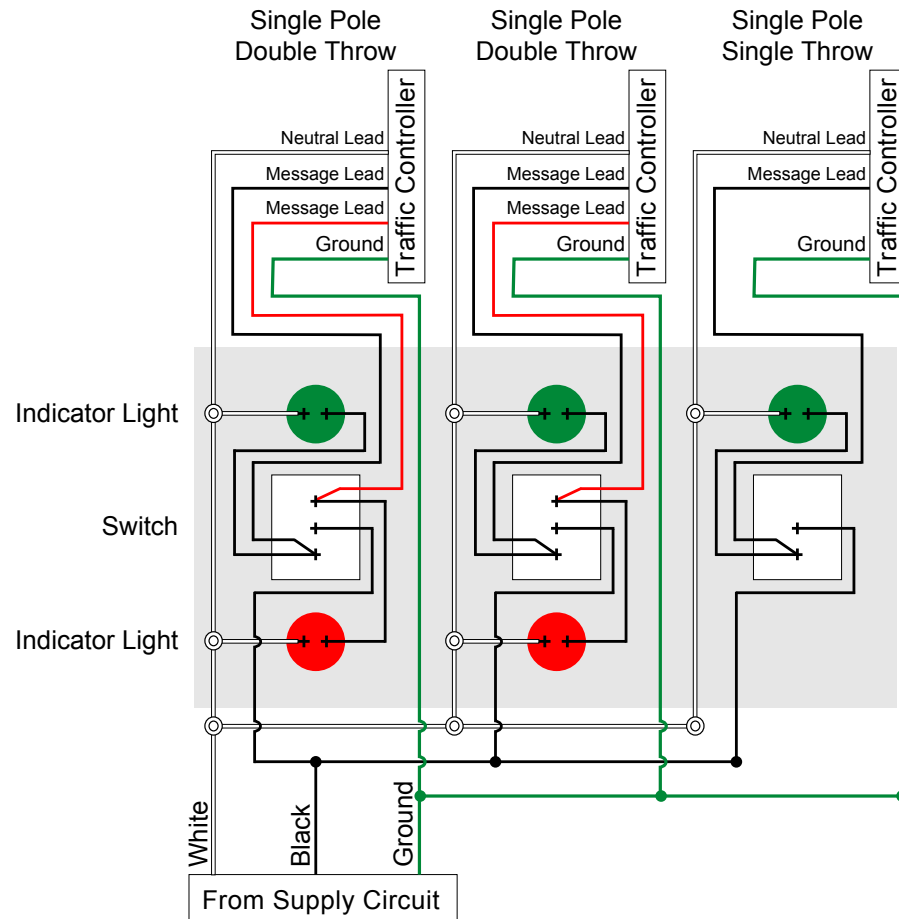 Single Pole
Double Throw
Single Pole
Double Throw
Single Pole
Single Throw
Neutral Lead
Message Lead
Message Lead
Ground
Traffic Controller
Neutral Lead
Message Lead
Message Lead
Ground
Traffic Controller
Neutral Lead
Message Lead
Ground
Traffic Controller
Indicator Light
Switch
Indicator Light
White
Black
Ground
From Supply Circuit